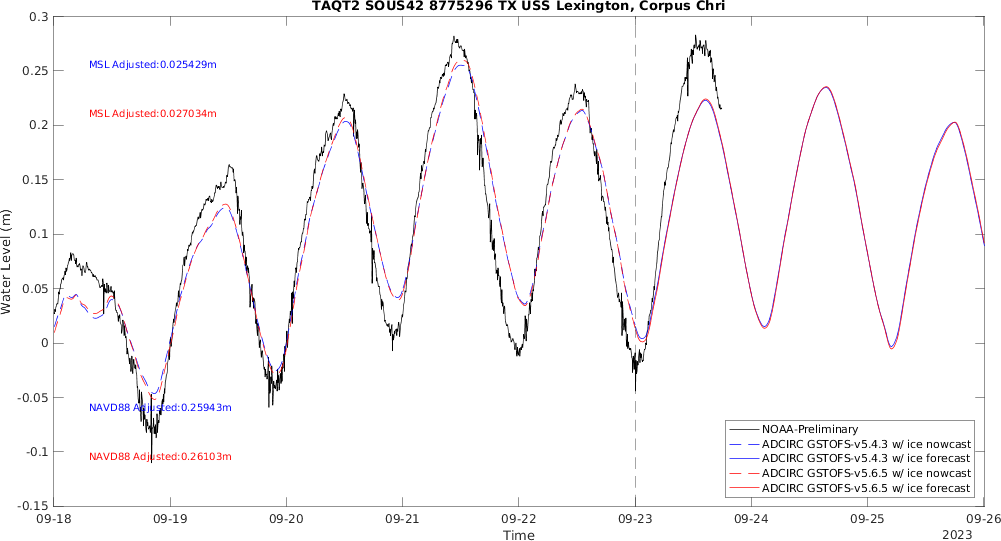 TAQT2 SOUS42 8775296 TX USS Lexington, Corpus Chri
0.3
0.25
0.2
0.15
0.1
0.05
0
-0.05
-0.1
-0.15
Water Level (m)
MSL Adjusted:0.025429m
MSL Adjusted:0.027034m
NAVD88 Adjusted:0.25943m
NAVD88 Adjusted:0.26103m
NOAA-Preliminary
ADCIRC GSTOFS-v5.4.3 w/ ice nowcast
ADCIRC GSTOFS-v5.4.3 w/ ice forecast
ADCIRC GSTOFS-v5.6.5 w/ ice nowcast
ADCIRC GSTOFS-v5.6.5 w/ ice forecast
09-18 09-19 09-20 09-21 09-22 09-23 09-24 09-25 09-26
Time
2023